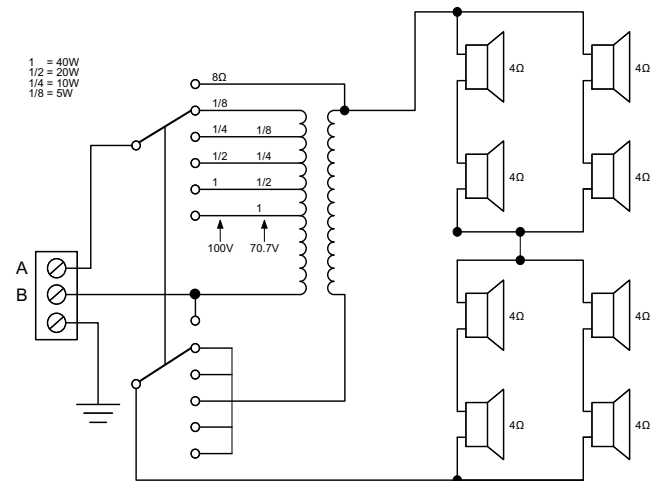 1 = 40W
1/2 = 20W
1/4 = 10W
1/8 = 5W
8Ω
1/8
1/4 1/8
1/2 1/4
1 1/2
1
100V 70.7V
A
B
4Ω 4Ω
4Ω 4Ω
4Ω 4Ω
4Ω 4Ω